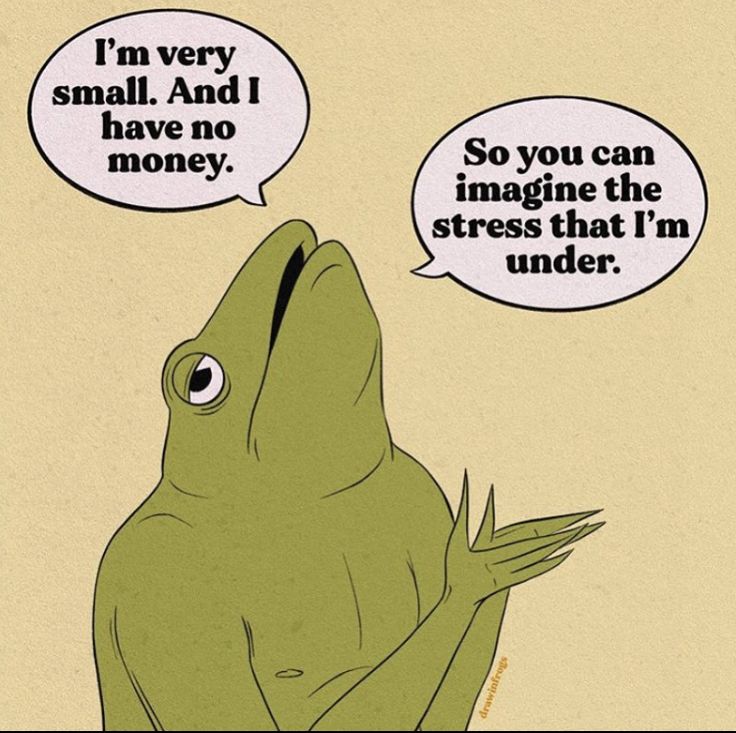 I'm very
small. And I
have no
money.
So you can
imagine the
stress that I'm
under.
drawinfrogs